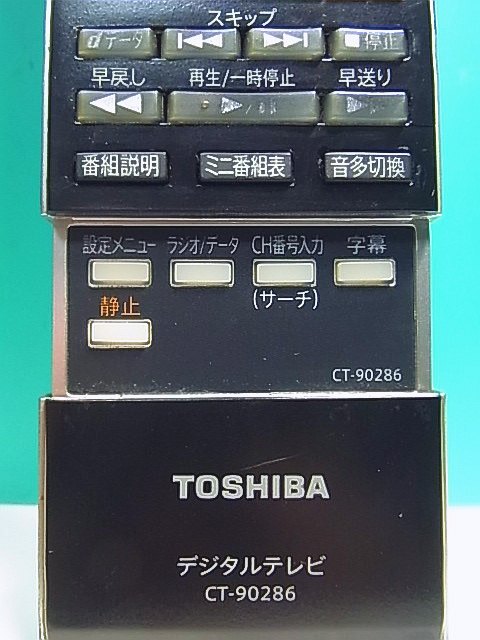 スキップ
dデータ
停止
早戻し 再生/一時停止 早送り
番組説明 ミニ番組表 音多切換
設定メニュー ラジオ/データ CH番号入力 字幕
(サーチ)
静止
CT-90286
TOSHIBA
デジタルテレビ
CT-90286